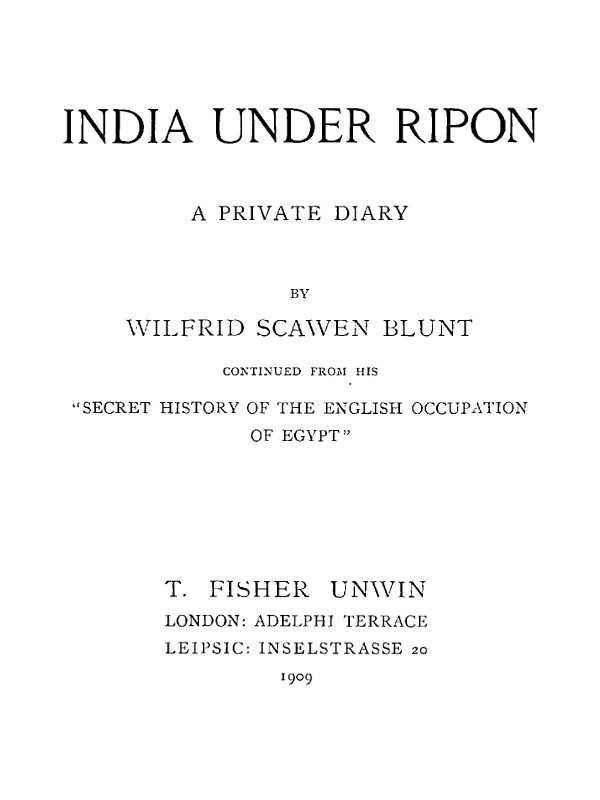 INDIA UNDER RIPON
A PRIVATE DIARY
BY
WILFRID SCAWEN BLUNT
CONTINUED FROM HIS
"SECRET HISTORY OF THE ENGLISH OCCUPATION
OF EGYPT"
T. FISHER UNWIN
LONDON: ADELPHI TERRACE
LEIPSIC: INSELSTRASSE 20
1909